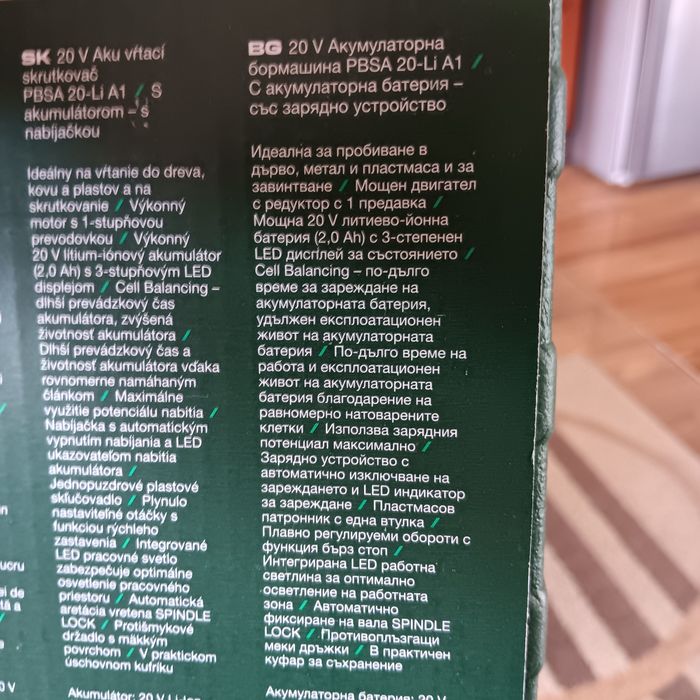 SK 20 V Aku vŕtací
skrutkovač
PBSA 20-Li A1 / S
akumulátorom – s
nabíjačkou
Ideálny na vŕtanie do dreva,
kovu a plastov a na
skrutkovanie / Výkonný
motor s 1-stupňovou
prevodovkou / Výkonný
20 V lítium-iónový akumulátor
(2,0 Ah) s 3-stupňovým LED
displejom / Cell Balancing –
dlhší prevádzkový čas
akumulátora, zvýšená
životnosť akumulátora /
Dlhší prevádzkový čas a
životnosť akumulátora vďaka
rovnomerne namáhaným
článkom / Maximálne
využitie potenciálu nabitia /
Nabíjačka s automatickým
vypnutím nabíjania a LED
ukazovateľom nabitia
akumulátora /
Jednopuzdrové plastové
skľučovadlo / Plynulo
nastaviteľné otáčky s
funkciou rýchleho
zastavenia / Integrované
LED pracovné svetlo
zabezpečuje optimálne
osvetlenie pracovného
priestoru / Automatická
aretácia vretena SPINDLE
LOCK / Protišmykové
držadlo s mäkkým
povrchom / V praktickom
úschovnom kufríku
BG 20 V Акумулаторна
бормашина PBSA 20-Li A1 /
С акумулаторна батерия –
със зарядно устройство
Идеална за пробиване в
дърво, метал и пластмаса и за
завинтване / Мощен двигател
с редуктор с 1 предавка /
Мощна 20 V литиево-йонна
батерия (2,0 Ah) с 3-степенен
LED дисплей за състоянието /
Cell Balancing – по-дълго
време за зареждане на
акумулаторната батерия,
удължен експлоатационен
живот на акумулаторната
батерия / По-дълго време на
работа и експлоатационен
живот на акумулаторната
батерия благодарение на
равномерно натоварените
клетки / Използва зарядния
потенциал максимално /
Зарядно устройство с
автоматично изключване на
зареждането и LED индикатор
за зареждане / Пластмасов
патронник с една втулка /
Плавно регулируеми обороти с
функция бърз стоп /
Интегрирана LED работна
светлина за оптимално
осветление на работната
зона / Автоматично
фиксиране на вала SPINDLE
LOCK / Противоплъзгащи
меки дръжки / В практичен
куфар за съхранение